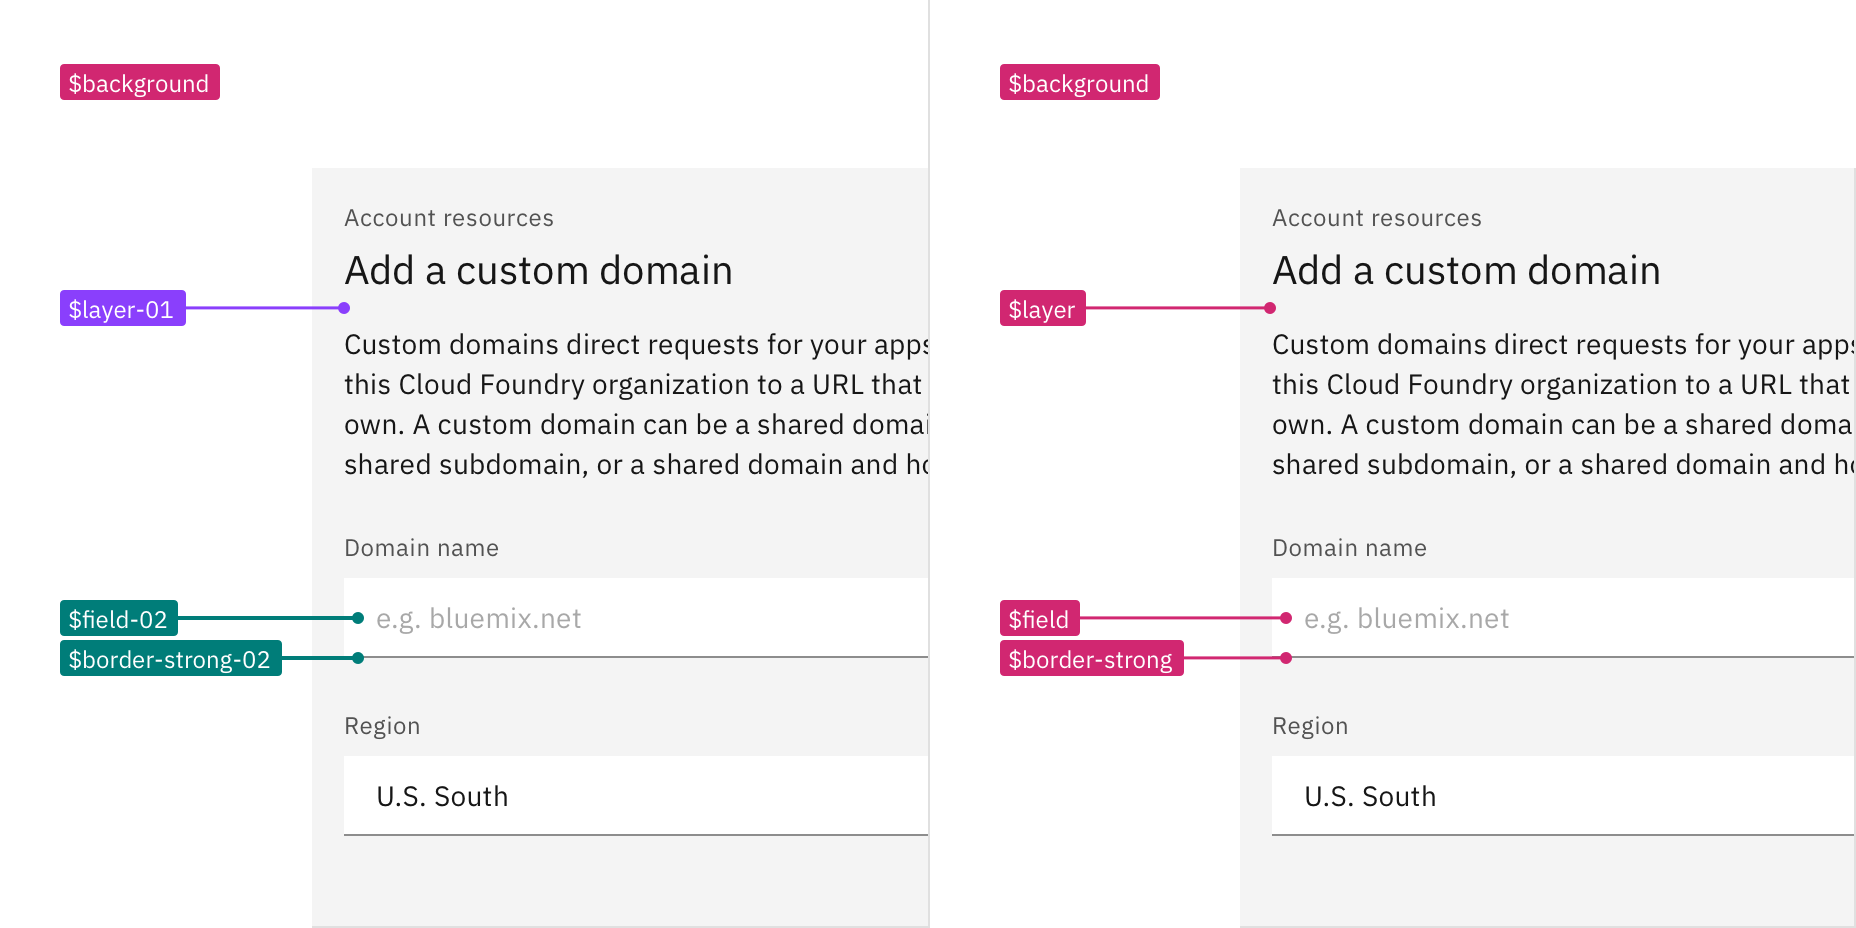 $background
Account resources
Add a custom domain
$layer-01
Custom domains direct requests for your apps
this Cloud Foundry organization to a URL that
own. A custom domain can be a shared domai
shared subdomain, or a shared domain and ho
Domain name
$field-02
e.g. bluemix.net
$border-strong-02
Region
U.S. South
$background
Account resources
Add a custom domain
$layer
Custom domains direct requests for your apps
this Cloud Foundry organization to a URL that
own. A custom domain can be a shared doma
shared subdomain, or a shared domain and ho
Domain name
$field
e.g. bluemix.net
$border-strong
Region
U.S. South